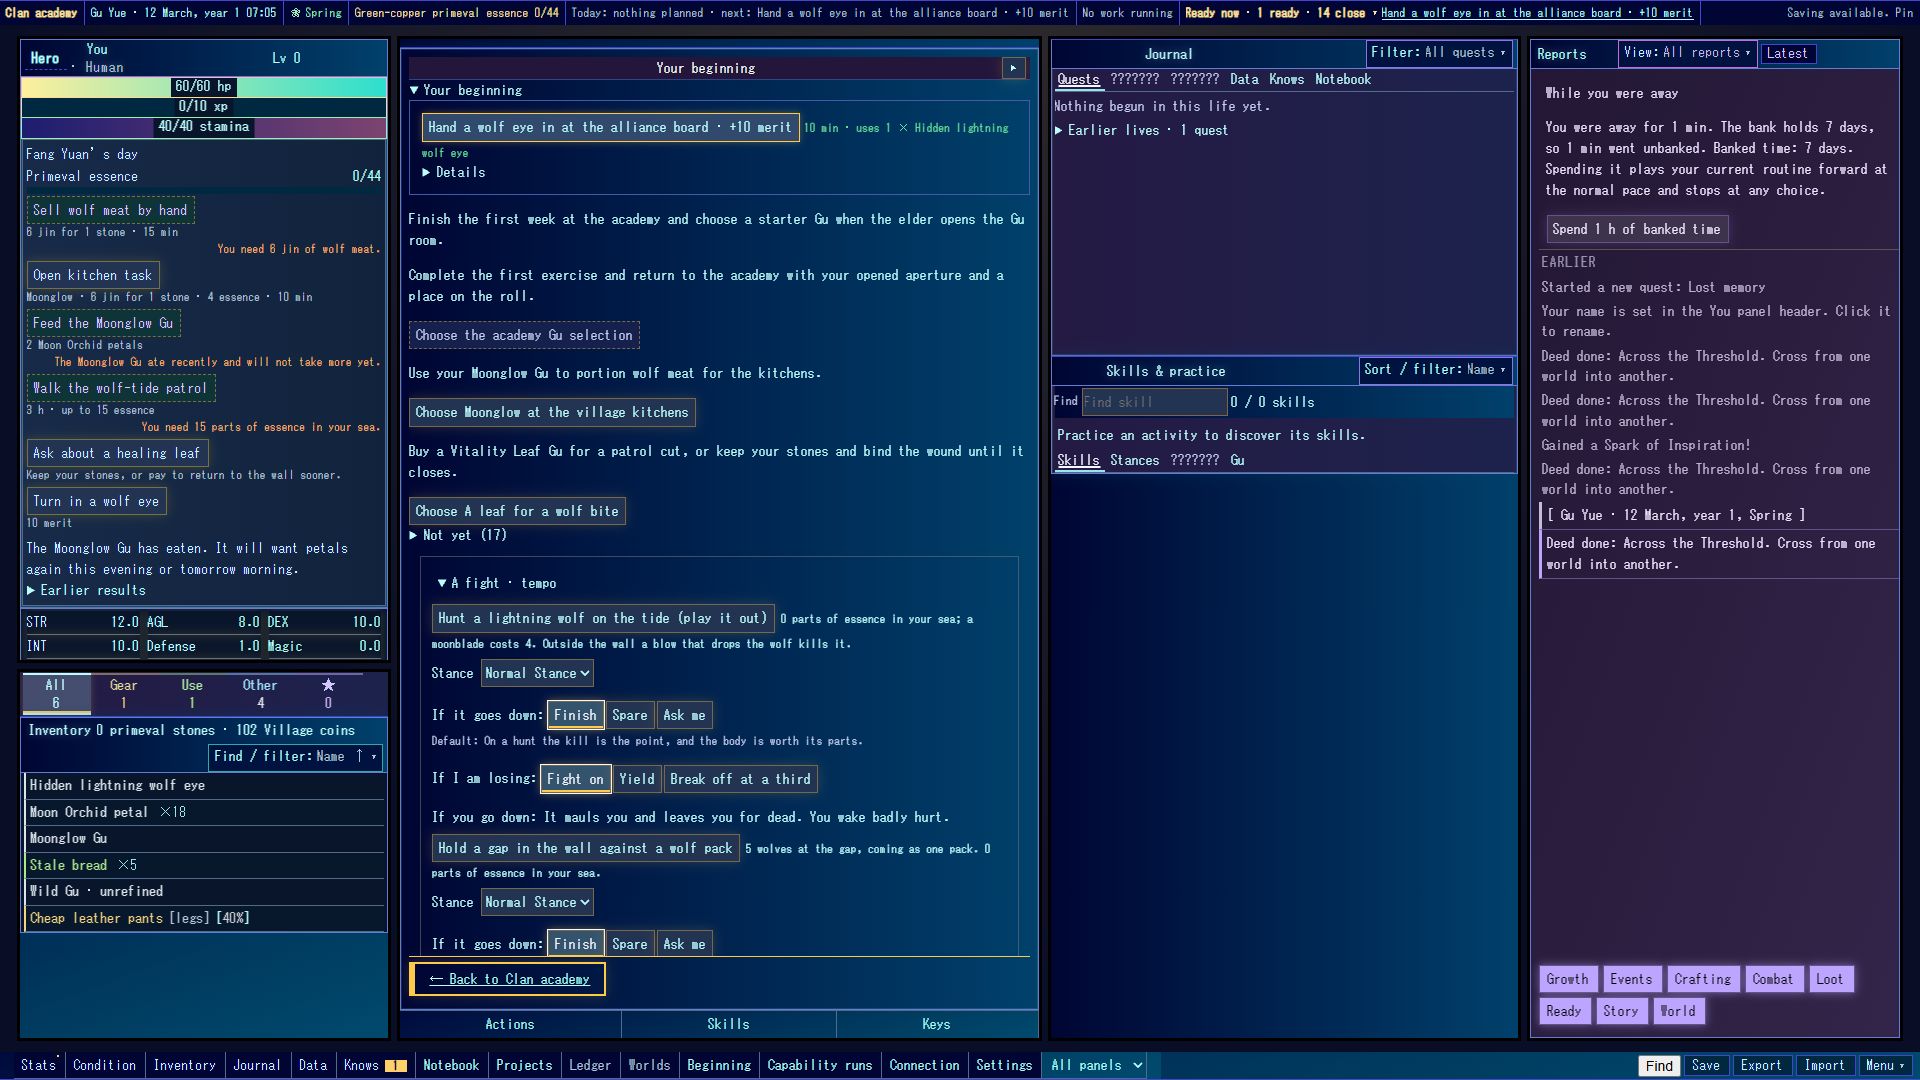 Clan academy
Gu Yue · 12 March, year 1 07:05
❀ Spring
Green-copper primeval essence 0/44
Today: nothing planned · next: Hand a wolf eye in at the alliance board · +10 merit
No work running
Ready now · 1 ready · 14 close ▾ Hand a wolf eye in at the alliance board · +10 merit
Saving available. Pin
Hero · You
Human
Lv 0
60/60 hp
0/10 xp
40/40 stamina
Fang Yuan's day
Primeval essence 0/44
Sell wolf meat by hand
6 jin for 1 stone · 15 min
You need 6 jin of wolf meat.
Open kitchen task
Moonglow · 6 jin for 1 stone · 4 essence · 10 min
Feed the Moonglow Gu
2 Moon Orchid petals
The Moonglow Gu ate recently and will not take more yet.
Walk the wolf-tide patrol
3 h · up to 15 essence
You need 15 parts of essence in your sea.
Ask about a healing leaf
Keep your stones, or pay to return to the wall sooner.
Turn in a wolf eye
10 merit
The Moonglow Gu has eaten. It will want petals
again this evening or tomorrow morning.
▶ Earlier results
STR 12.0 AGL 8.0 DEX 10.0
INT 10.0 Defense 1.0 Magic 0.0
All Gear Use Other ★
6 1 1 4 0
Inventory 0 primeval stones · 102 Village coins
Find / filter: Name ↑ ▾
Hidden lightning wolf eye
Moon Orchid petal ×18
Moonglow Gu
Stale bread ×5
Wild Gu · unrefined
Cheap leather pants [legs] [40%]
Your beginning
▶
▼ Your beginning
Hand a wolf eye in at the alliance board · +10 merit 10 min · uses 1 × Hidden lightning
wolf eye
▶ Details
Finish the first week at the academy and choose a starter Gu when the elder opens the Gu
room.
Complete the first exercise and return to the academy with your opened aperture and a
place on the roll.
Choose the academy Gu selection
Use your Moonglow Gu to portion wolf meat for the kitchens.
Choose Moonglow at the village kitchens
Buy a Vitality Leaf Gu for a patrol cut, or keep your stones and bind the wound until it
closes.
Choose A leaf for a wolf bite
▶ Not yet (17)
▼ A fight · tempo
Hunt a lightning wolf on the tide (play it out) 0 parts of essence in your sea; a
moonblade costs 4. Outside the wall a blow that drops the wolf kills it.
Stance Normal Stance
If it goes down: Finish Spare Ask me
Default: On a hunt the kill is the point, and the body is worth its parts.
If I am losing: Fight on Yield Break off at a third
If you go down: It mauls you and leaves you for dead. You wake badly hurt.
Hold a gap in the wall against a wolf pack 5 wolves at the gap, coming as one pack. 0
parts of essence in your sea.
Stance Normal Stance
If it goes down: Finish Spare Ask me
← Back to Clan academy
Actions Skills Keys
Journal
Filter: All quests ▾
Quests ??????? ??????? Data Knows Notebook
Nothing begun in this life yet.
▶ Earlier lives · 1 quest
Skills & practice
Sort / filter: Name ▾
Find Find skill 0 / 0 skills
Practice an activity to discover its skills.
Skills Stances ??????? Gu
Reports
View: All reports ▾
Latest
While you were away
You were away for 1 min. The bank holds 7 days,
so 1 min went unbanked. Banked time: 7 days.
Spending it plays your current routine forward at
the normal pace and stops at any choice.
Spend 1 h of banked time
EARLIER
Started a new quest: Lost memory
Your name is set in the You panel header. Click it
to rename.
Deed done: Across the Threshold. Cross from one
world into another.
Deed done: Across the Threshold. Cross from one
world into another.
Gained a Spark of Inspiration!
Deed done: Across the Threshold. Cross from one
world into another.
[ Gu Yue · 12 March, year 1, Spring ]
Deed done: Across the Threshold. Cross from one
world into another.
Growth Events Crafting Combat Loot
Ready Story World
Stats Condition Inventory Journal Data Knows 1 Notebook Projects Ledger Worlds Beginning Capability runs Connection Settings All panels
Find Save Export Import Menu ▾